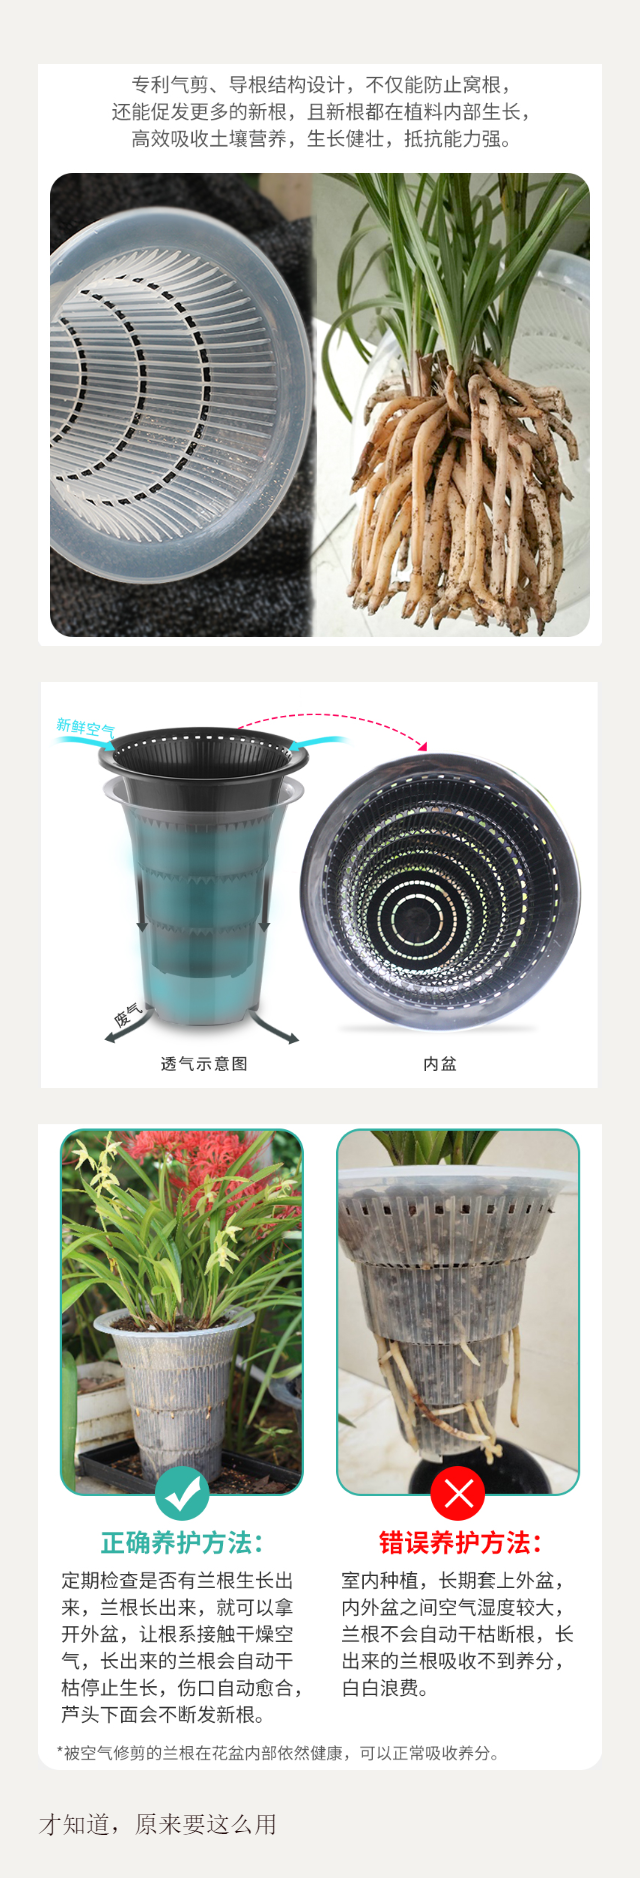 专利气剪、导根结构设计，不仅能防止窝根，
还能促发更多的新根，且新根都在植料内部生长，
高效吸收土壤营养，生长健壮，抵抗能力强。
新鲜空气
废气
透气示意图
内盆
正确养护方法：
定期检查是否有兰根生长出
来，兰根长出来，就可以拿
开外盆，让根系接触干燥空
气，长出来的兰根会自动干
枯停止生长，伤口自动愈合，
芦头下面会不断发新根。
错误养护方法：
室内种植，长期套上外盆，
内外盆之间空气湿度较大，
兰根不会自动干枯断根，长
出来的兰根吸收不到养分，
白白浪费。
*被空气修剪的兰根在花盆内部依然健康，可以正常吸收养分。
才知道，原来要这么用